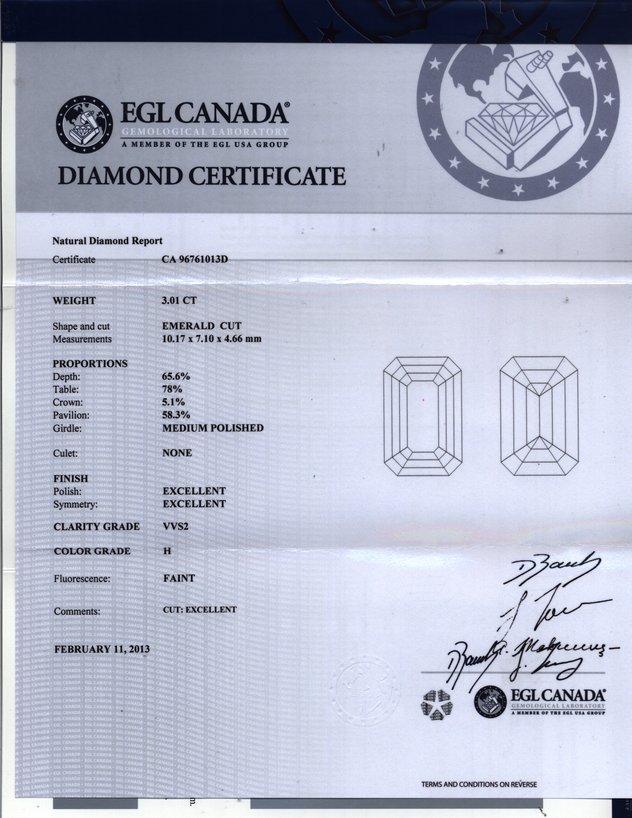 EGL CANADA®
GEMOLOGICAL LABORATORY
A MEMBER OF THE EGL USA GROUP
DIAMOND CERTIFICATE
Natural Diamond Report
Certificate CA 96761013D
WEIGHT 3.01 CT
Shape and cut EMERALD CUT
Measurements 10.17 x 7.10 x 4.66 mm
PROPORTIONS
Depth: 65.6%
Table: 78%
Crown: 5.1%
Pavilion: 58.3%
Girdle: MEDIUM POLISHED
Culet: NONE
FINISH
Polish: EXCELLENT
Symmetry: EXCELLENT
CLARITY GRADE VVS2
COLOR GRADE H
Fluorescence: FAINT
Comments: CUT: EXCELLENT
FEBRUARY 11, 2013
EGL CANADA®
GEMOLOGICAL LABORATORY
A MEMBER OF THE EGL USA GROUP
TERMS AND CONDITIONS ON REVERSE